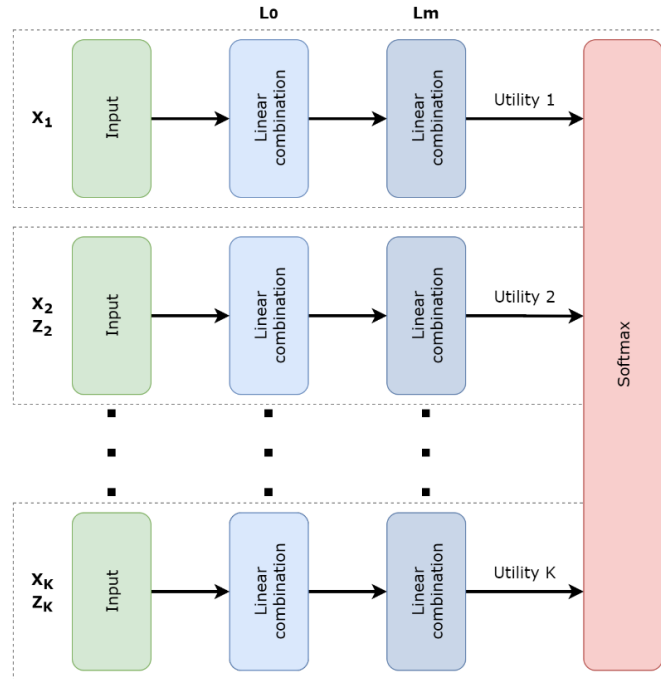 L0 Lm
X1
Input
Linear
combination
Linear
combination
Utility 1
X2
Z2
Input
Linear
combination
Linear
combination
Utility 2
Softmax
XK
ZK
Input
Linear
combination
Linear
combination
Utility K